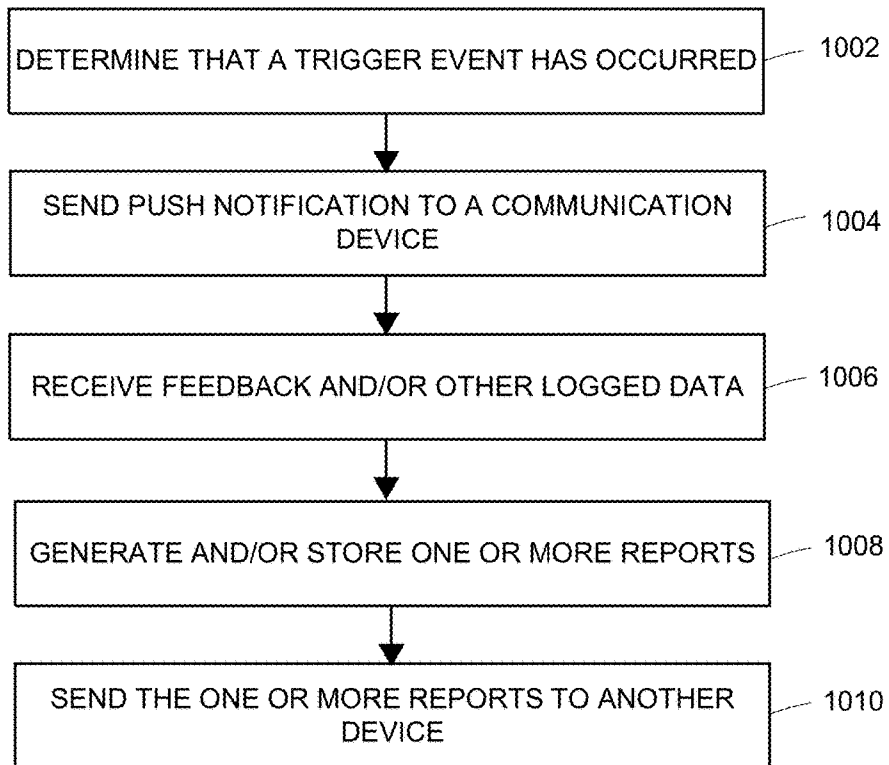 DETERMINE THAT A TRIGGER EVENT HAS OCCURRED
1002
SEND PUSH NOTIFICATION TO A COMMUNICATION
DEVICE
1004
RECEIVE FEEDBACK AND/OR OTHER LOGGED DATA
1006
GENERATE AND/OR STORE ONE OR MORE REPORTS
1008
SEND THE ONE OR MORE REPORTS TO ANOTHER
DEVICE
1010